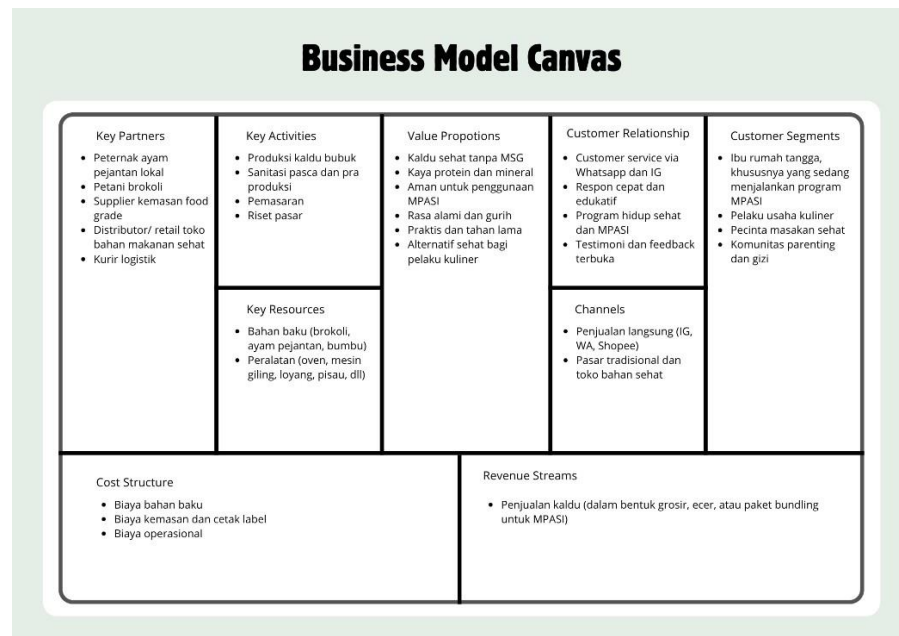 Business Model Canvas
Key Partners
• Peternak ayam
pejantan lokal
• Petani brokoli
• Supplier kemasan food
grade
• Distributor/ retail toko
bahan makanan sehat
• Kurir logistik
Key Activities
• Produksi kaldu bubuk
• Sanitasi pasca dan pra
produksi
• Pemasaran
• Riset pasar
Key Resources
• Bahan baku (brokoli,
ayam pejantan, bumbu)
• Peralatan (oven, mesin
giling, loyang, pisau, dll)
Value Propotions
• Kaldu sehat tanpa MSG
• Kaya protein dan mineral
• Aman untuk penggunaan
MPASI
• Rasa alami dan gurih
• Praktis dan tahan lama
• Alternatif sehat bagi
pelaku kuliner
Customer Relationship
• Customer service via
Whatsapp dan IG
• Respon cepat dan
edukatif
• Program hidup sehat
dan MPASI
• Testimoni dan feedback
terbuka
Channels
• Penjualan langsung (IG,
WA, Shopee)
• Pasar tradisional dan
toko bahan sehat
Customer Segments
• Ibu rumah tangga,
khususnya yang sedang
menjalankan program
MPASI
• Pelaku usaha kuliner
• Pecinta masakan sehat
• Komunitas parenting
dan gizi
Cost Structure
• Biaya bahan baku
• Biaya kemasan dan cetak label
• Biaya operasional
Revenue Streams
• Penjualan kaldu (dalam bentuk grosir, ecer, atau paket bundling
untuk MPASI)